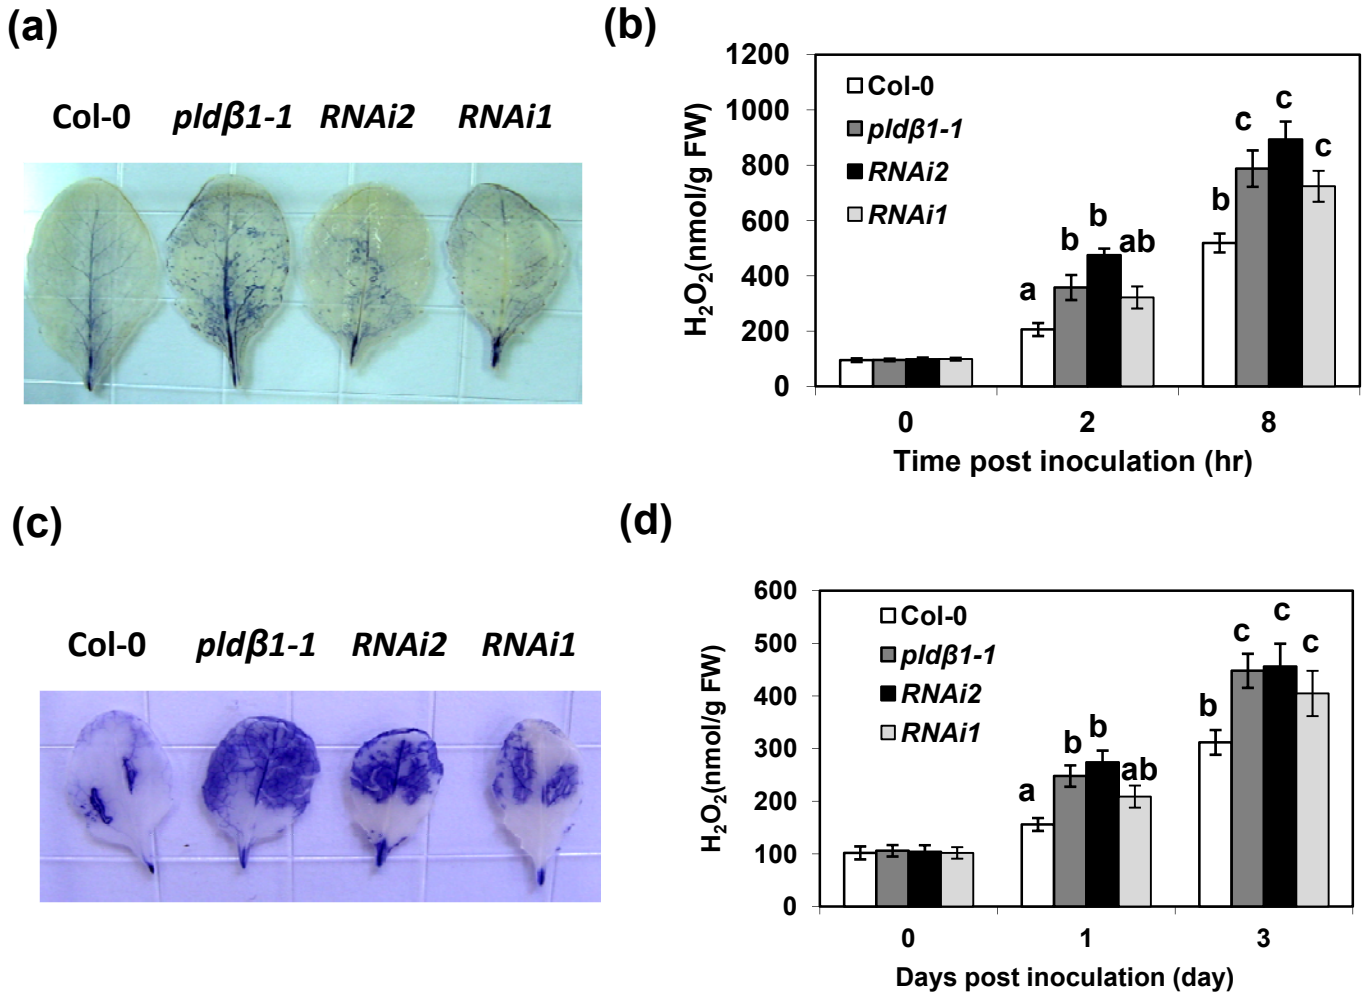 (a)
Col-0 pldβ1-1 RNAi2 RNAi1
(b)
H₂O₂(nmol/g FW)
1200
1000
800
600
400
200
0
Col-0
pldβ1-1
RNAi2
RNAi1
a b b ab
b c c c
0 2 8
Time post inoculation (hr)
(c)
Col-0 pldβ1-1 RNAi2 RNAi1
(d)
H₂O₂(nmol/g FW)
600
500
400
300
200
100
0
Col-0
pldβ1-1
RNAi2
RNAi1
a b b ab
b c c c
0 1 3
Days post inoculation (day)